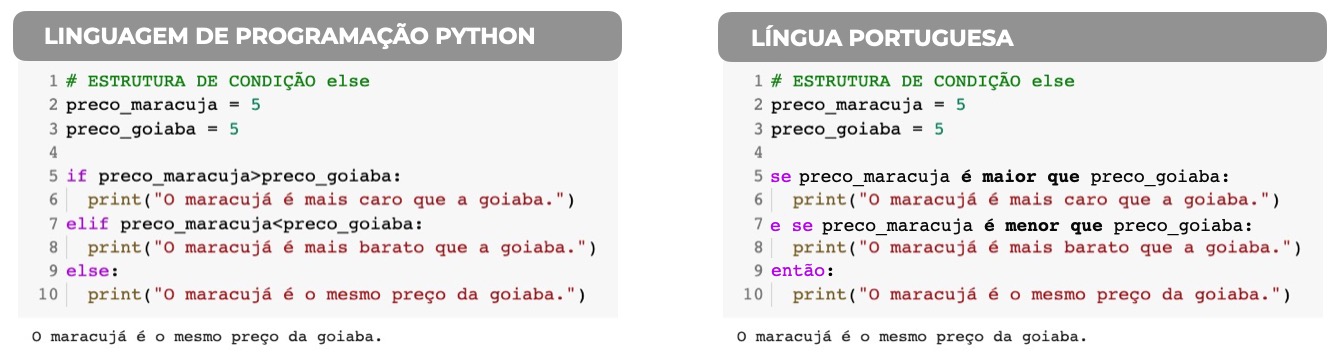 LINGUAGEM DE PROGRAMAÇÃO PYTHON
1 # ESTRUTURA DE CONDIÇÃO else
2 preco_maracuja = 5
3 preco_goiaba = 5
4
5 if preco_maracuja>preco_goiaba:
6   print("O maracujá é mais caro que a goiaba.")
7 elif preco_maracuja<preco_goiaba:
8   print("O maracujá é mais barato que a goiaba.")
9 else:
10   print("O maracujá é o mesmo preço da goiaba.")
O maracujá é o mesmo preço da goiaba.
LÍNGUA PORTUGUESA
1 # ESTRUTURA DE CONDIÇÃO else
2 preco_maracuja = 5
3 preco_goiaba = 5
4
5 se preco_maracuja é maior que preco_goiaba:
6   print("O maracujá é mais caro que a goiaba.")
7 e se preco_maracuja é menor que preco_goiaba:
8   print("O maracujá é mais barato que a goiaba.")
9 então:
10   print("O maracujá é o mesmo preço da goiaba.")
O maracujá é o mesmo preço da goiaba.